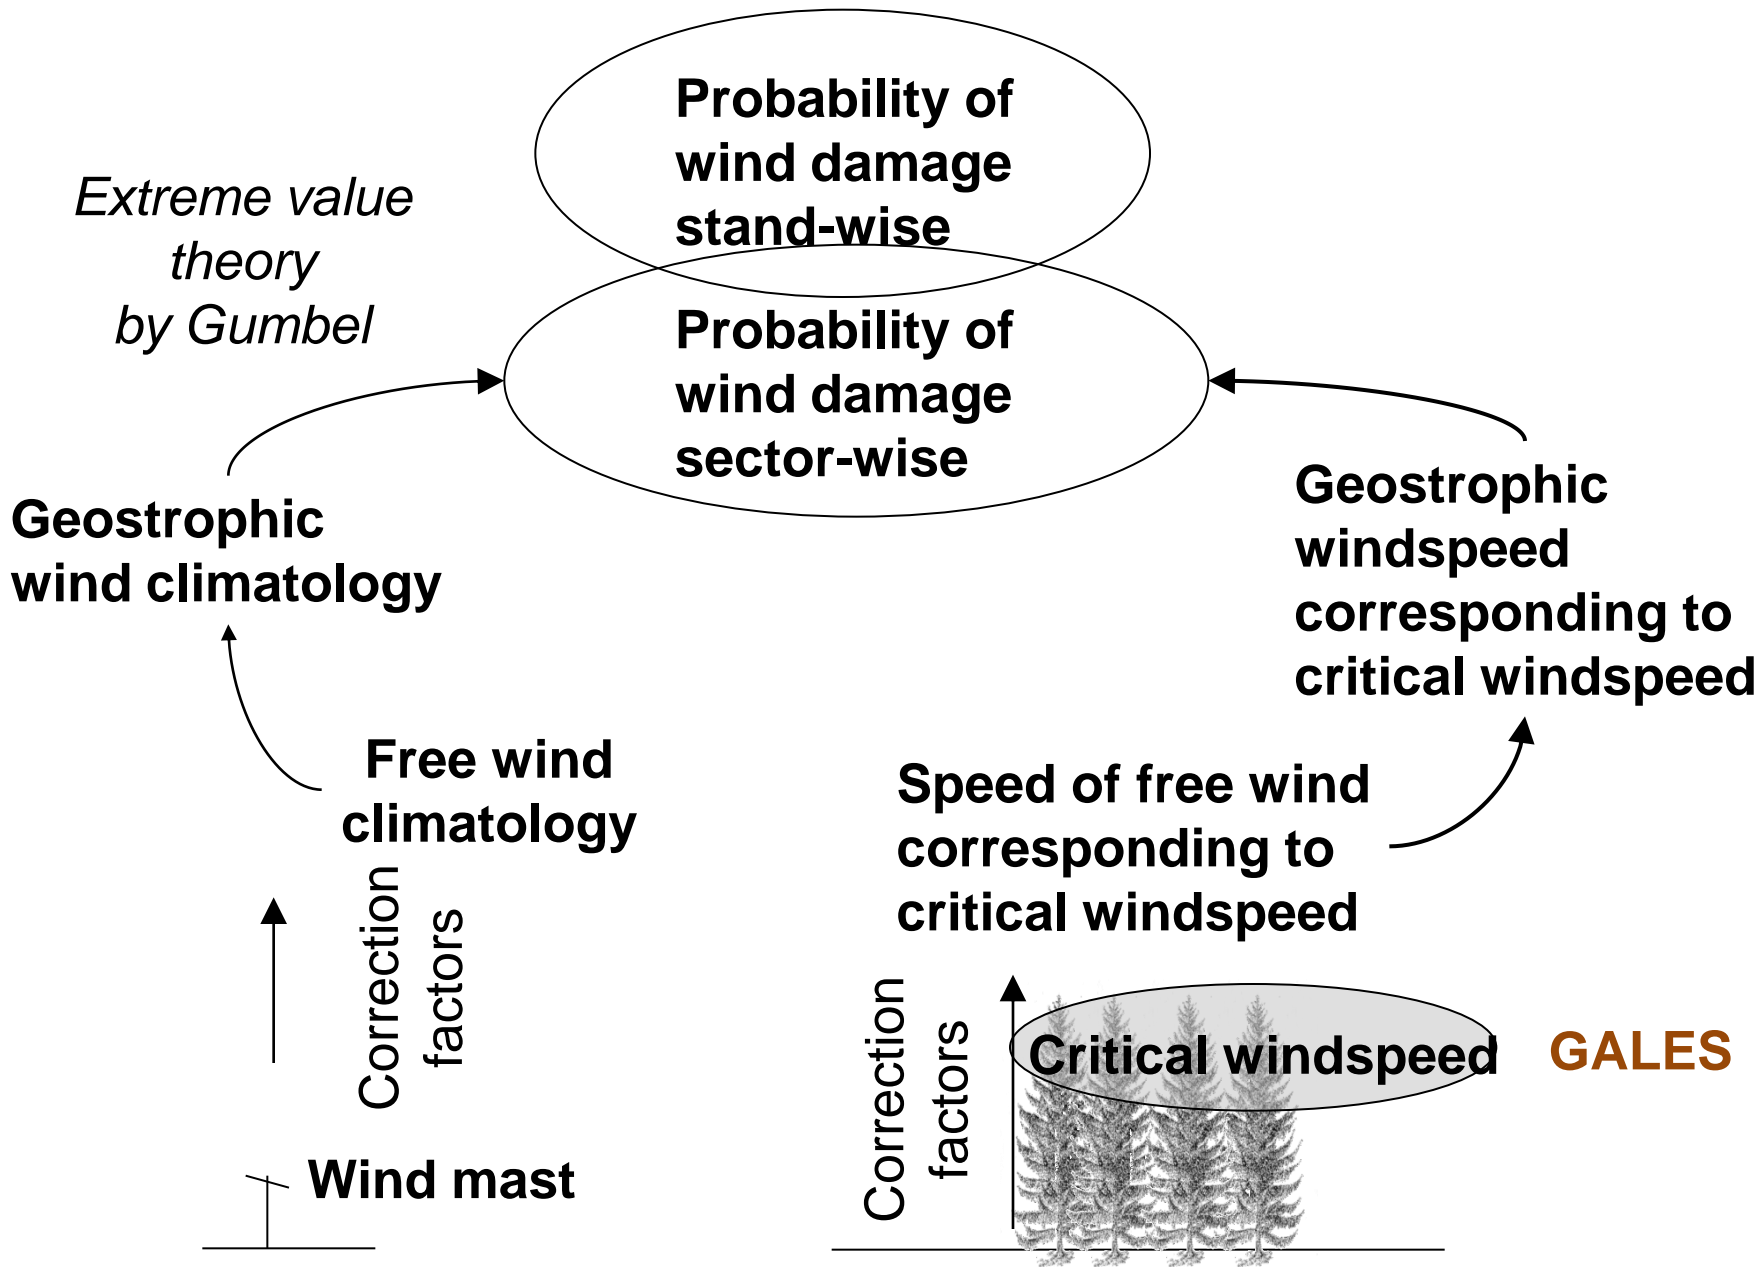 Probability of
wind damage
stand-wise
Extreme value
theory
by Gumbel
Probability of
wind damage
sector-wise
Geostrophic
wind climatology
Geostrophic
windspeed
corresponding to
critical windspeed
Free wind
climatology
Speed of free wind
corresponding to
critical windspeed
Correction
factors
Correction
factors
Critical windspeed
GALES
Wind mast